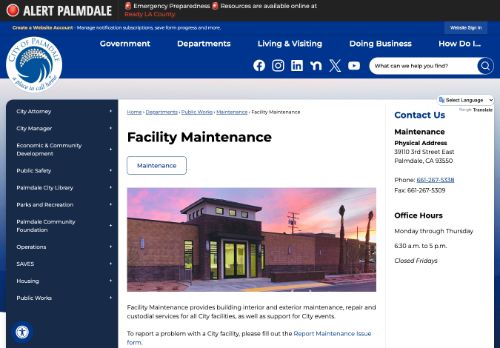 ALERT PALMDALE
🚨 Emergency Preparedness 🚨 Resources are available online at
Ready LA County.
Create a Website Account - Manage notification subscriptions, save form progress and more.
Website Sign In
CITY OF PALMDALE
a place to call home
Government
Departments
Living & Visiting
Doing Business
How Do I...
What can we help you find?
Select Language
Google Translate
City Attorney +
City Manager +
Economic & Community
Development +
Public Safety +
Palmdale City Library +
Parks and Recreation +
Palmdale Community
Foundation +
Operations +
SAVES +
Housing +
Public Works +
Home › Departments › Public Works › Maintenance › Facility Maintenance
Facility Maintenance
Maintenance
Facility Maintenance provides building interior and exterior maintenance, repair and
custodial services for all City facilities, as well as support for City events.
To report a problem with a City facility, please fill out the Report Maintenance Issue
form.
Contact Us
Maintenance
Physical Address
39110 3rd Street East
Palmdale, CA 93550
Phone: 661-267-5338
Fax: 661-267-5309
Office Hours
Monday through Thursday
6:30 a.m. to 5 p.m.
Closed Fridays